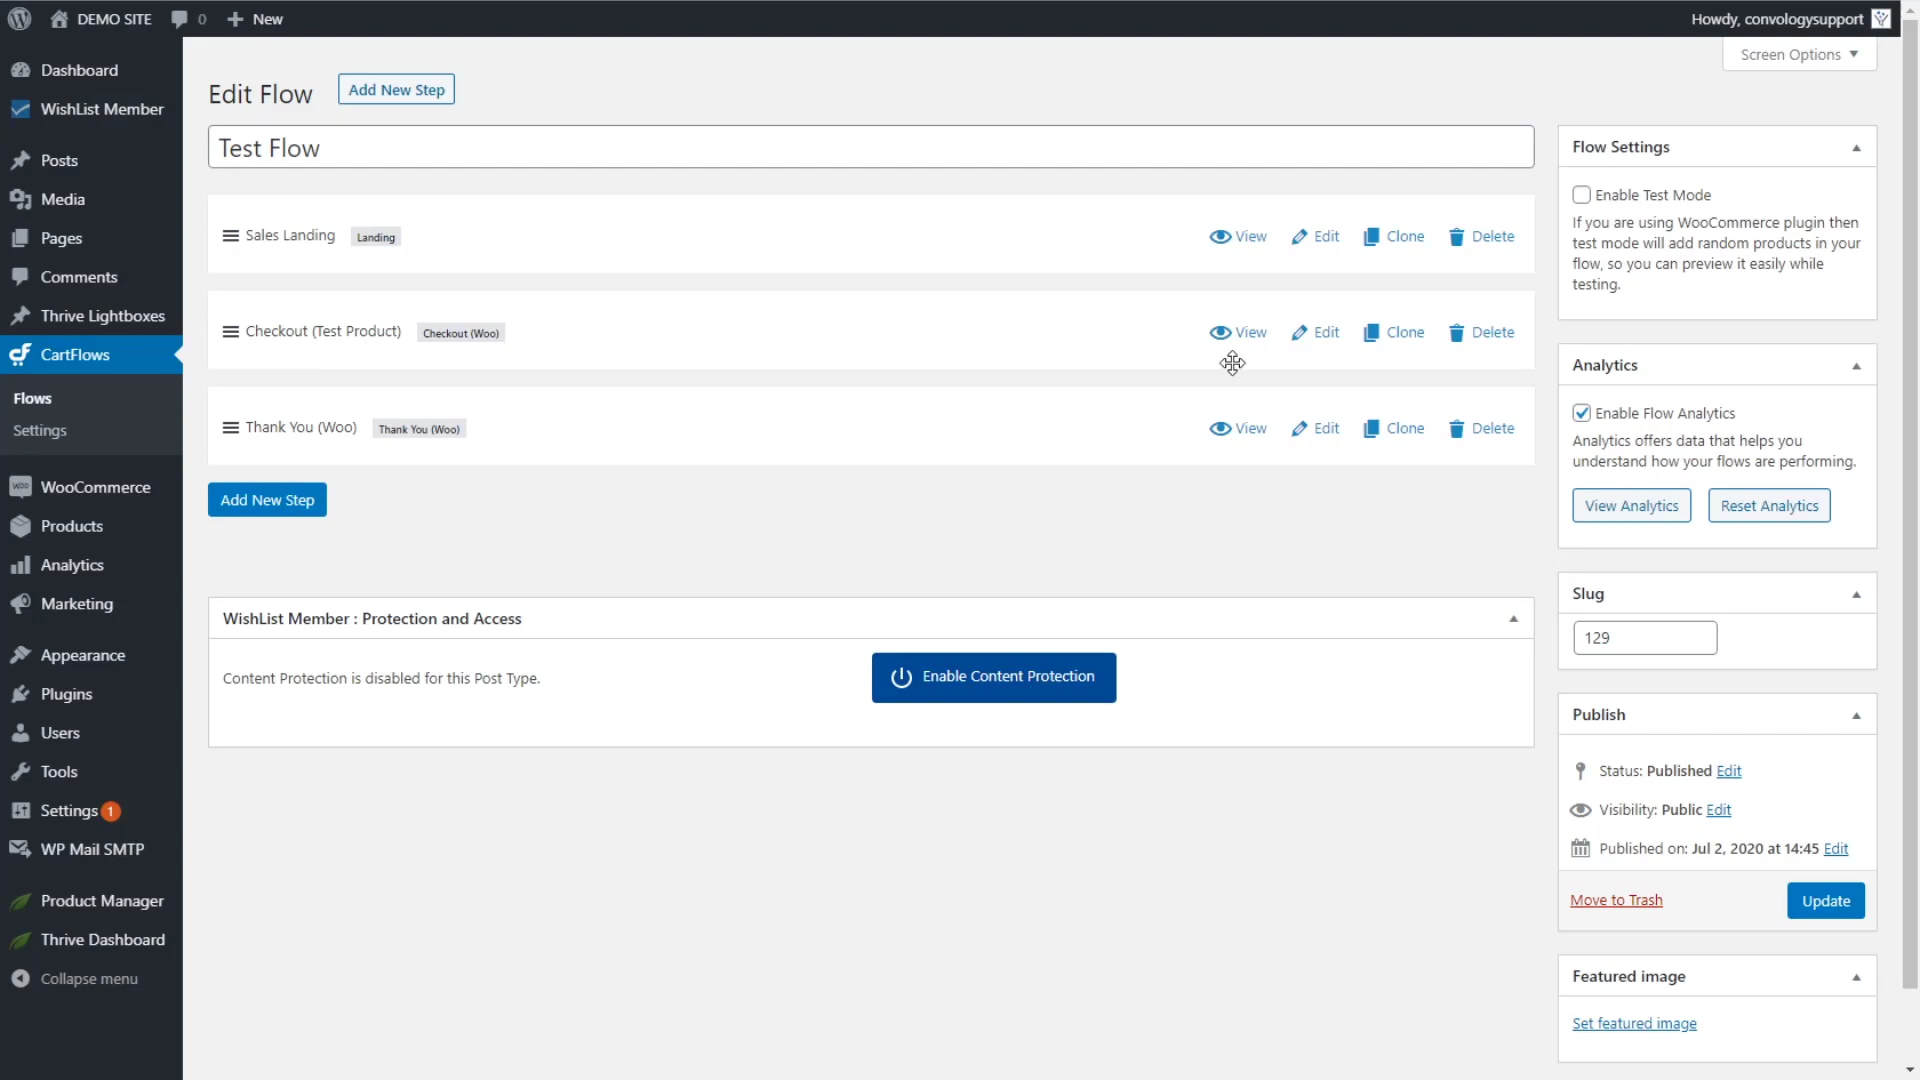 DEMO SITE
0
New
Howdy, convologysupport
Screen Options
Dashboard
WishList Member
Posts
Media
Pages
Comments
Thrive Lightboxes
CartFlows
Flows
Settings
WooCommerce
Products
Analytics
Marketing
Appearance
Plugins
Users
Tools
Settings 1
WP Mail SMTP
Product Manager
Thrive Dashboard
Collapse menu
Edit Flow
Add New Step
Test Flow
Sales Landing Landing View Edit Clone Delete
Checkout (Test Product) Checkout (Woo) View Edit Clone Delete
Thank You (Woo) Thank You (Woo) View Edit Clone Delete
Add New Step
WishList Member : Protection and Access
Content Protection is disabled for this Post Type.
Enable Content Protection
Flow Settings
Enable Test Mode
If you are using WooCommerce plugin then
test mode will add random products in your
flow, so you can preview it easily while
testing.
Analytics
Enable Flow Analytics
Analytics offers data that helps you
understand how your flows are performing.
View Analytics
Reset Analytics
Slug
129
Publish
Status: Published Edit
Visibility: Public Edit
Published on: Jul 2, 2020 at 14:45 Edit
Move to Trash
Update
Featured image
Set featured image